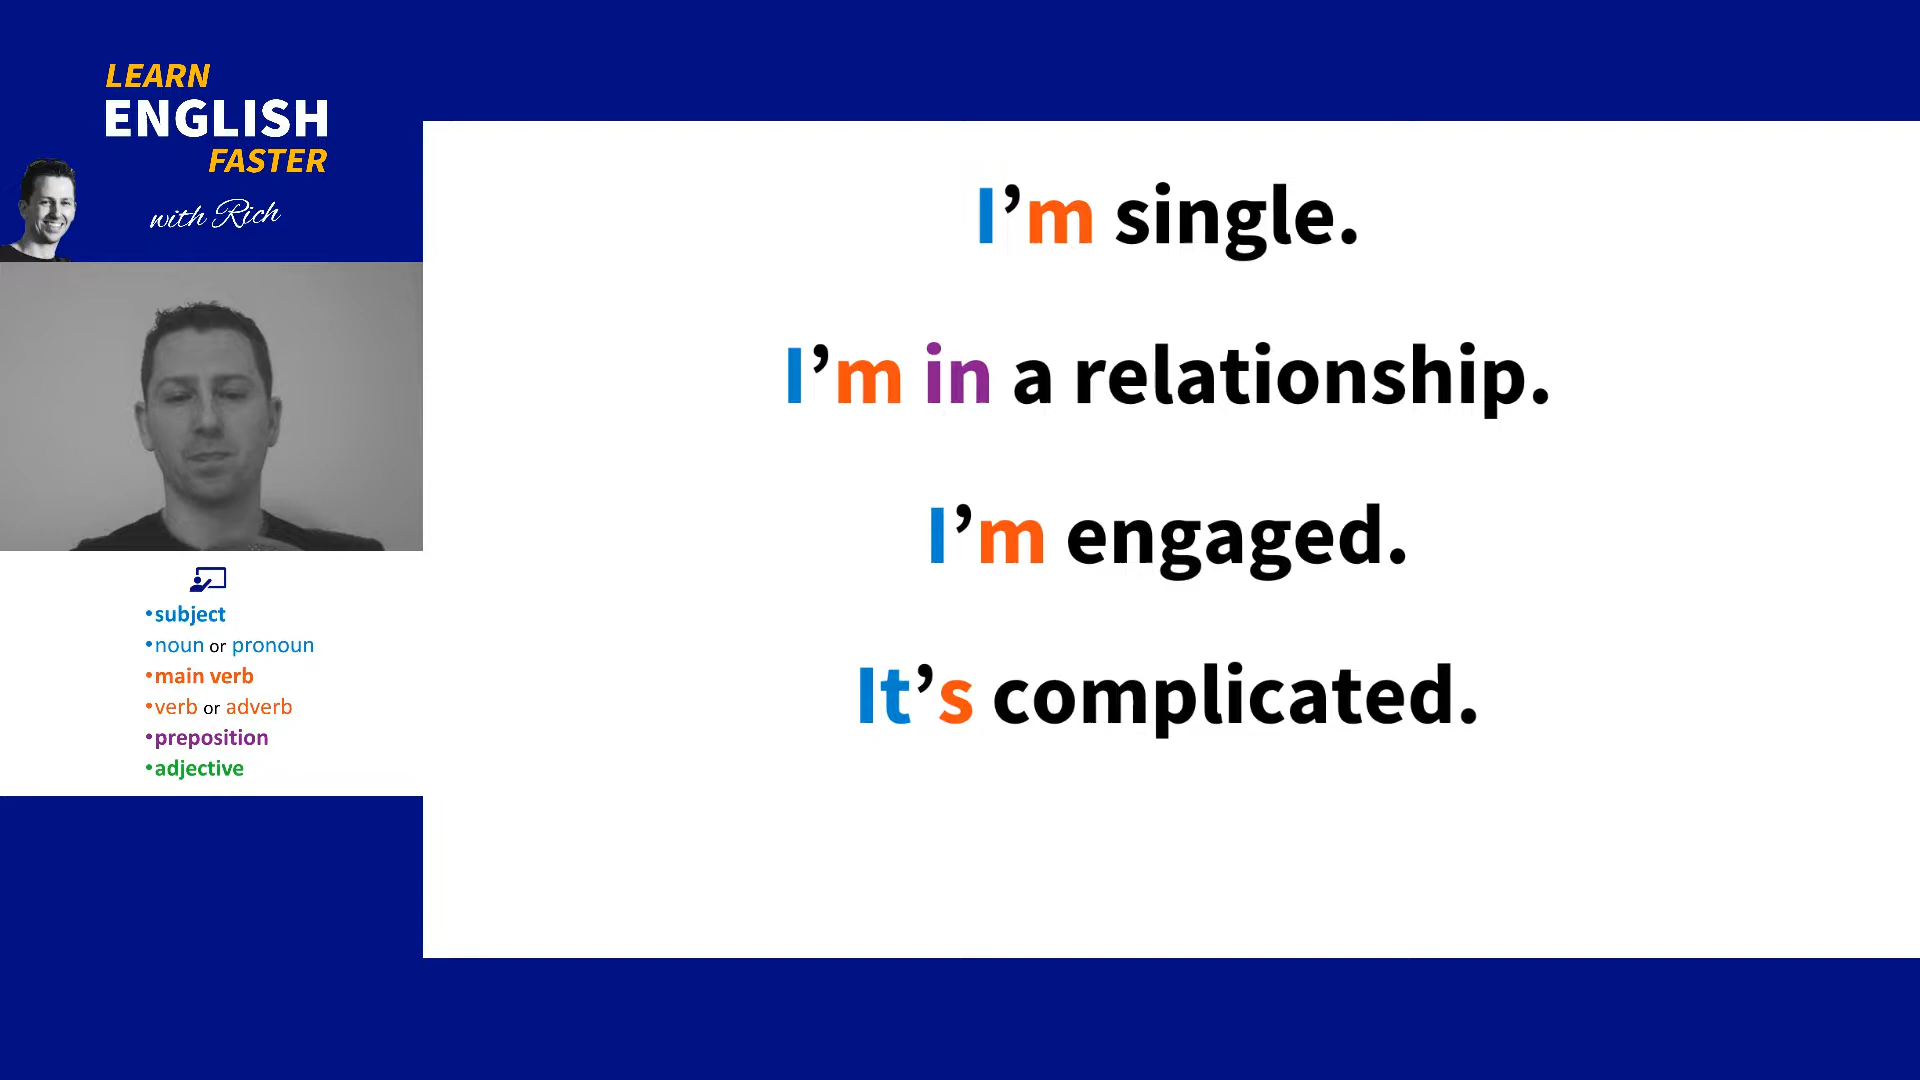 LEARN
ENGLISH
FASTER
with Rich
•subject
•noun or pronoun
•main verb
•verb or adverb
•preposition
•adjective
I’m single.
I’m in a relationship.
I’m engaged.
It’s complicated.